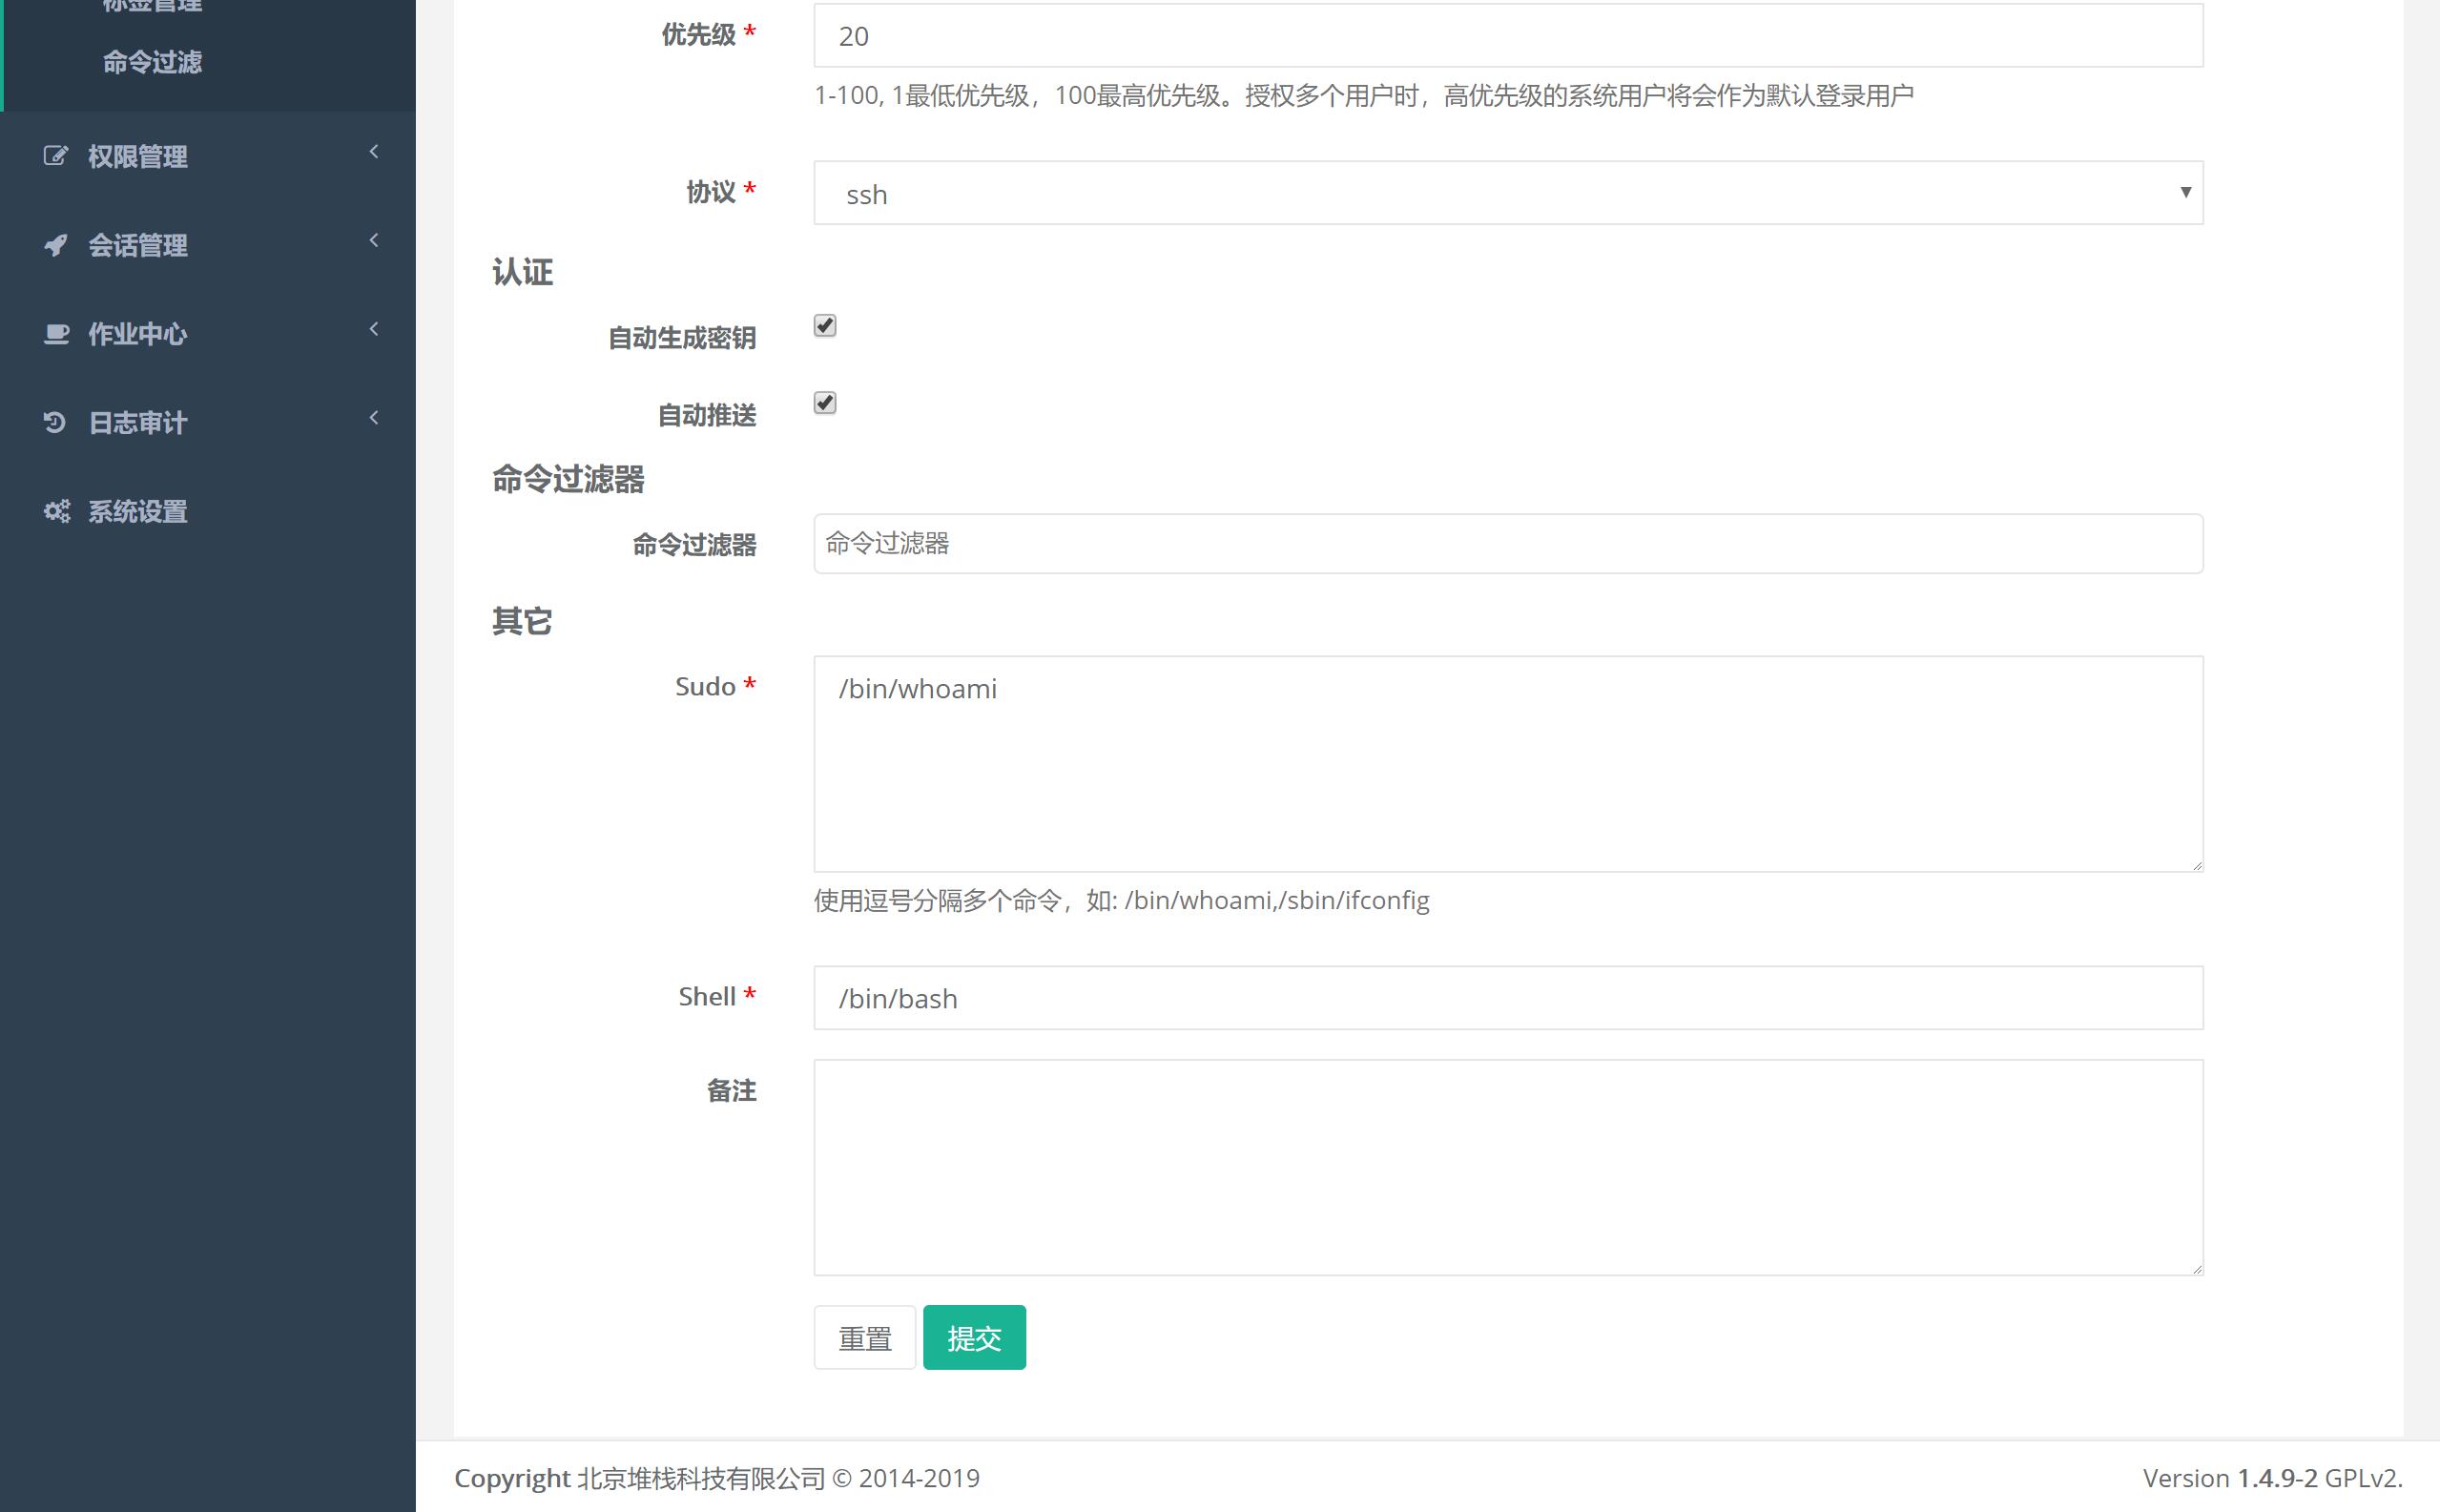 标签管理
命令过滤
权限管理
会话管理
作业中心
日志审计
系统设置
优先级 *
20
1-100, 1最低优先级，100最高优先级。授权多个用户时，高优先级的系统用户将会作为默认登录用户
协议 *
ssh
认证
自动生成密钥
自动推送
命令过滤器
命令过滤器
命令过滤器
其它
Sudo *
/bin/whoami
使用逗号分隔多个命令，如: /bin/whoami,/sbin/ifconfig
Shell *
/bin/bash
备注
重置
提交
Copyright 北京堆栈科技有限公司 © 2014-2019
Version 1.4.9-2 GPLv2.